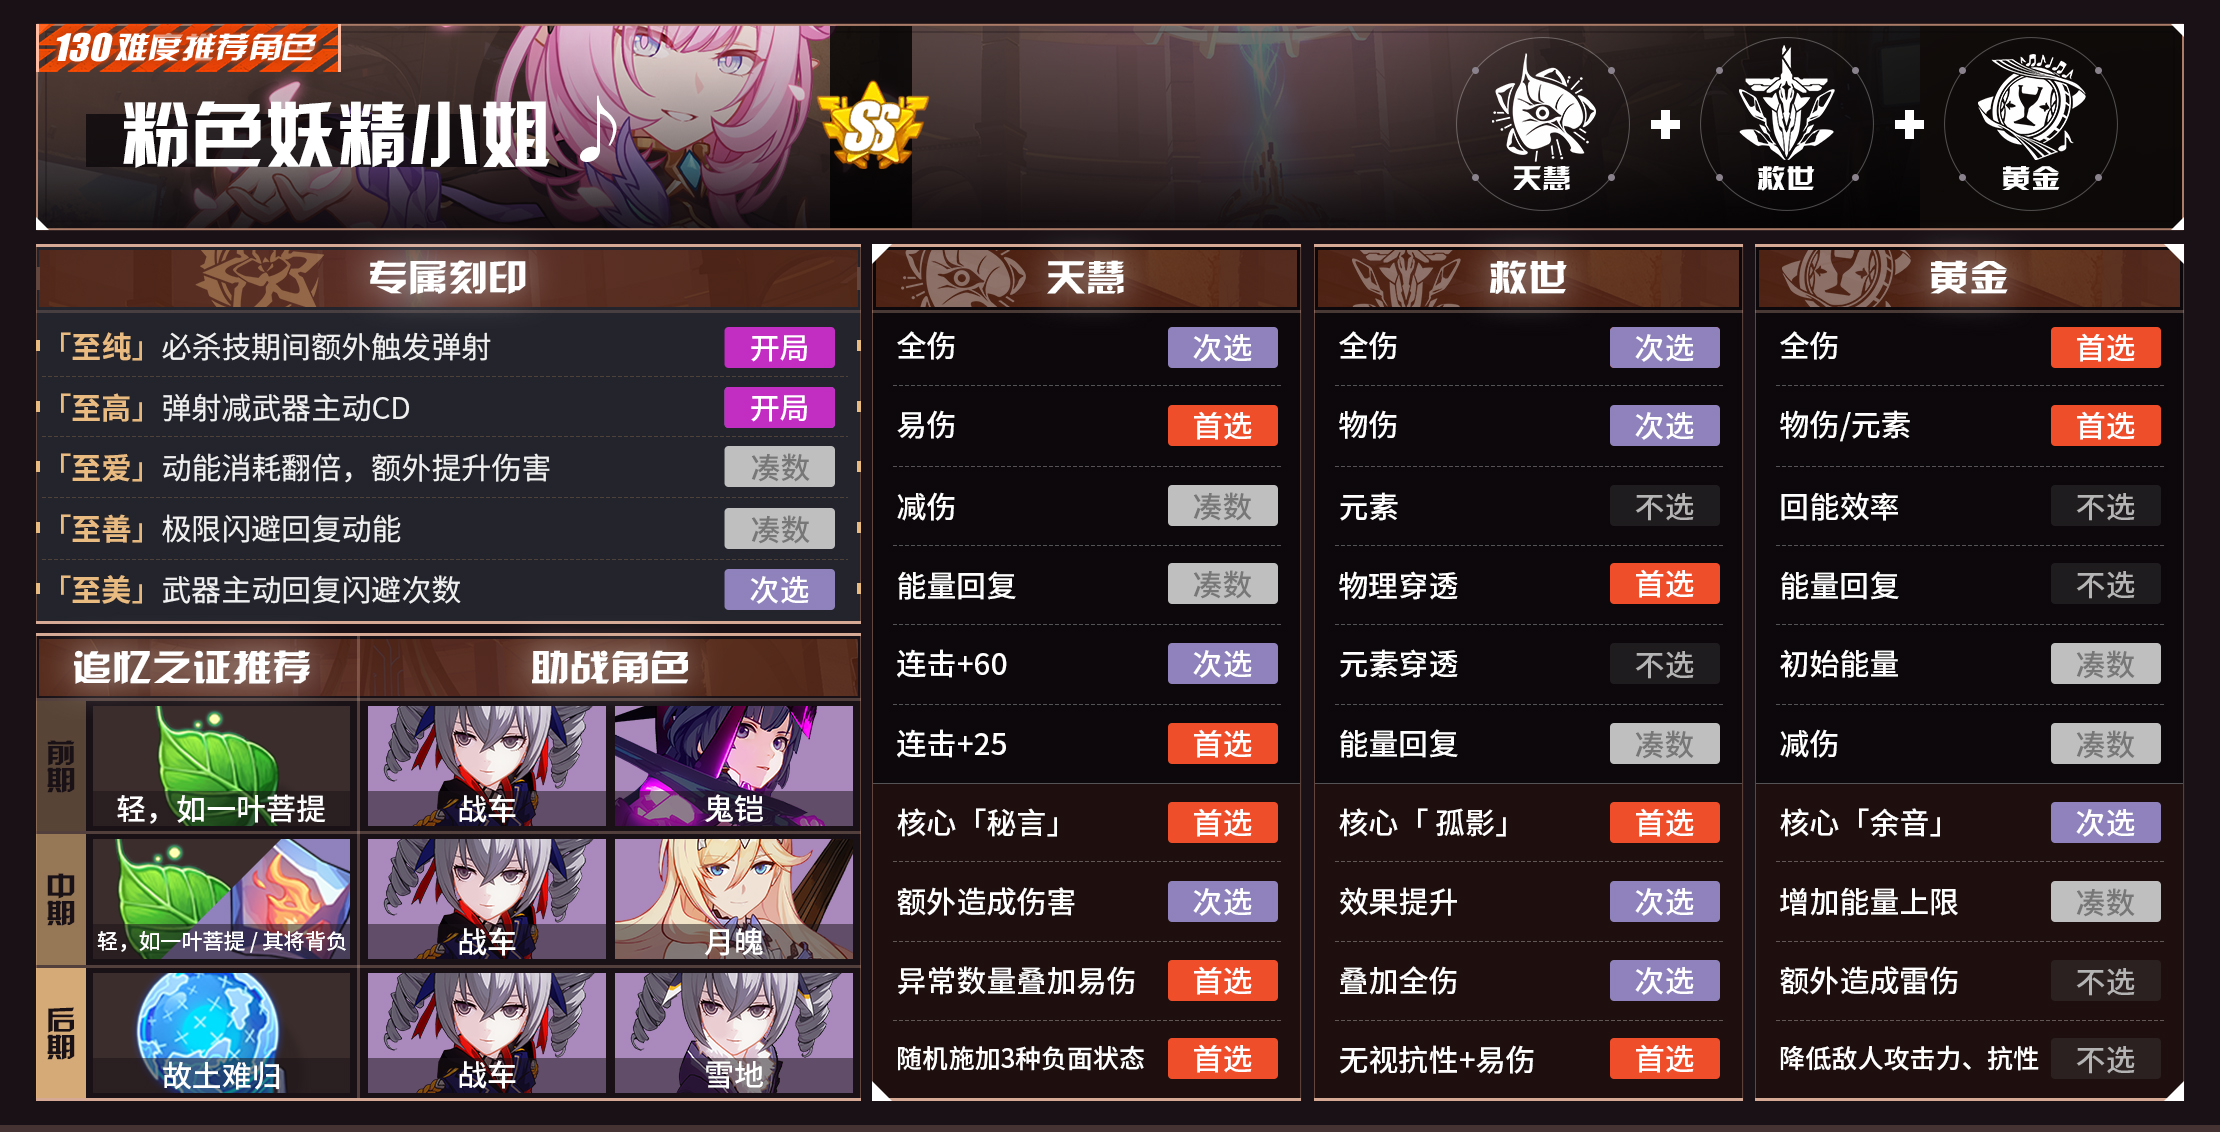 130难度推荐角色
粉色妖精小姐♪
SS
天慧
+
救世
+
黄金
专属刻印
「至纯」必杀技期间额外触发弹射 开局
「至高」弹射减武器主动CD 开局
「至爱」动能消耗翻倍，额外提升伤害 凑数
「至善」极限闪避回复动能 凑数
「至美」武器主动回复闪避次数 次选
追忆之证推荐 助战角色
前期
轻，如一叶菩提 战车 鬼铠
中期
轻，如一叶菩提 / 其将背负 战车 月魄
后期
故土难归 战车 雪地
天慧
全伤 次选
易伤 首选
减伤 凑数
能量回复 凑数
连击+60 次选
连击+25 首选
核心「秘言」 首选
额外造成伤害 次选
异常数量叠加易伤 首选
随机施加3种负面状态 首选
救世
全伤 次选
物伤 次选
元素 不选
物理穿透 首选
元素穿透 不选
能量回复 凑数
核心「孤影」 首选
效果提升 次选
叠加全伤 次选
无视抗性+易伤 首选
黄金
全伤 首选
物伤/元素 首选
回能效率 不选
能量回复 不选
初始能量 凑数
减伤 凑数
核心「余音」 次选
增加能量上限 凑数
额外造成雷伤 不选
降低敌人攻击力、抗性 不选